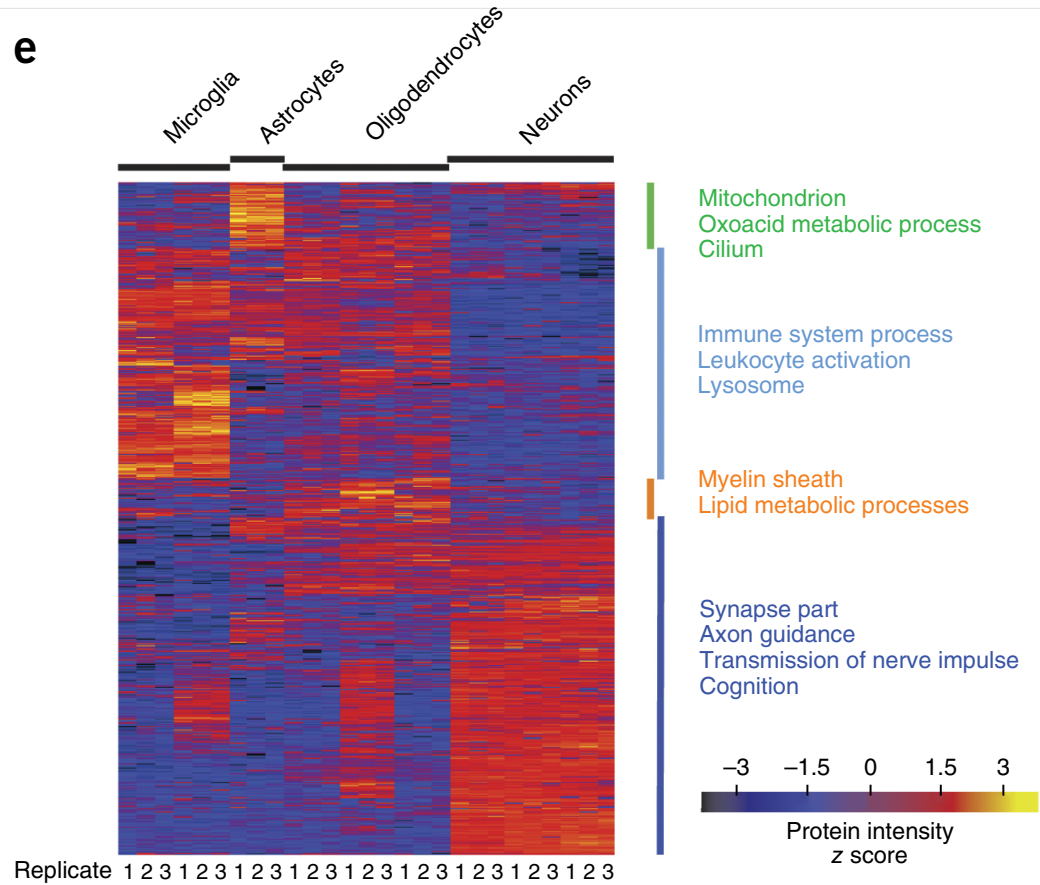 e
Microglia
Astrocytes
Oligodendrocytes
Neurons
Mitochondrion
Oxoacid metabolic process
Cilium
Immune system process
Leukocyte activation
Lysosome
Myelin sheath
Lipid metabolic processes
Synapse part
Axon guidance
Transmission of nerve impulse
Cognition
–3 –1.5 0 1.5 3
Protein intensity
z score
Replicate 1 2 3 1 2 3 1 2 3 1 2 3 1 2 3 1 2 3 1 2 3 1 2 3 1 2 3